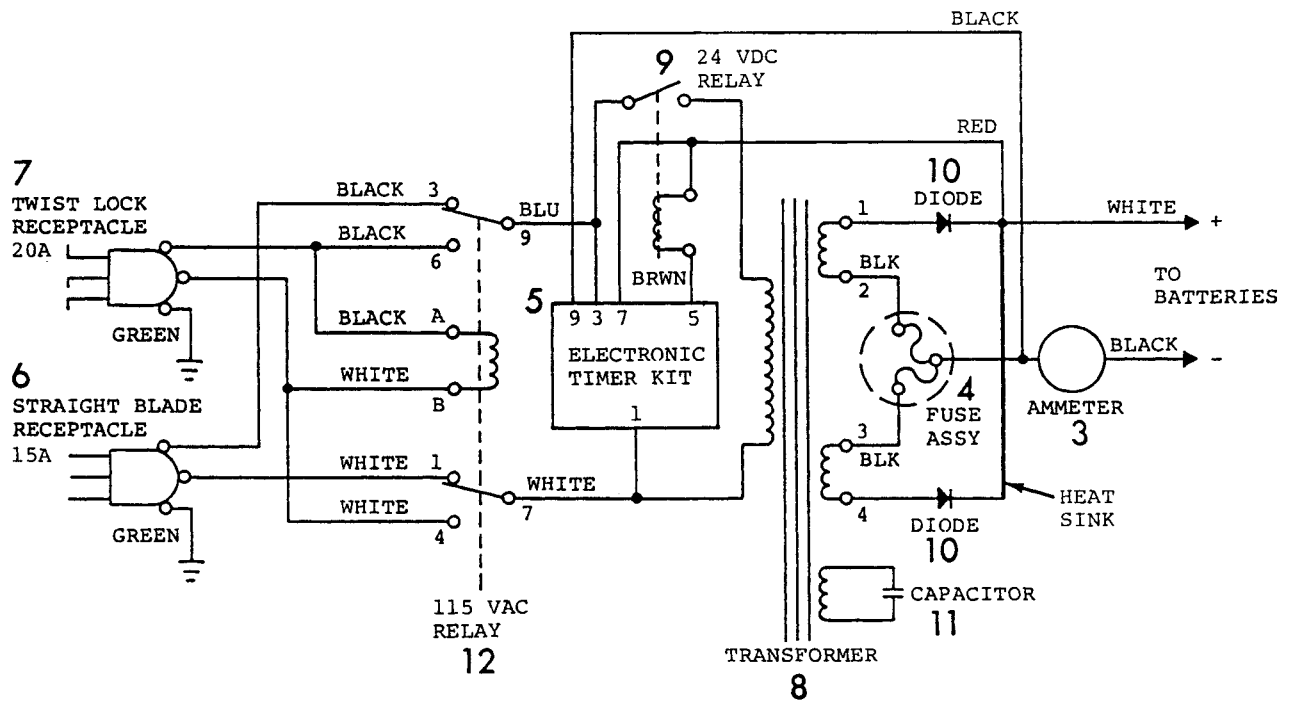 BLACK
9 24 VDC
RELAY
RED
7
TWIST LOCK
RECEPTACLE
20A
BLACK 3
BLU
9
BLACK
6
10
DIODE
1
WHITE +
BLK
2
TO
BATTERIES
BRWN
GREEN
BLACK A
5
9 3 7 5
ELECTRONIC
TIMER KIT
1
BLACK -
4
FUSE
ASSY
AMMETER
3
6
STRAIGHT BLADE
RECEPTACLE
15A
WHITE
B
3
BLK
WHITE 1
WHITE
7
WHITE
4
4
DIODE
10
HEAT
SINK
GREEN
115 VAC
RELAY
12
CAPACITOR
11
TRANSFORMER
8